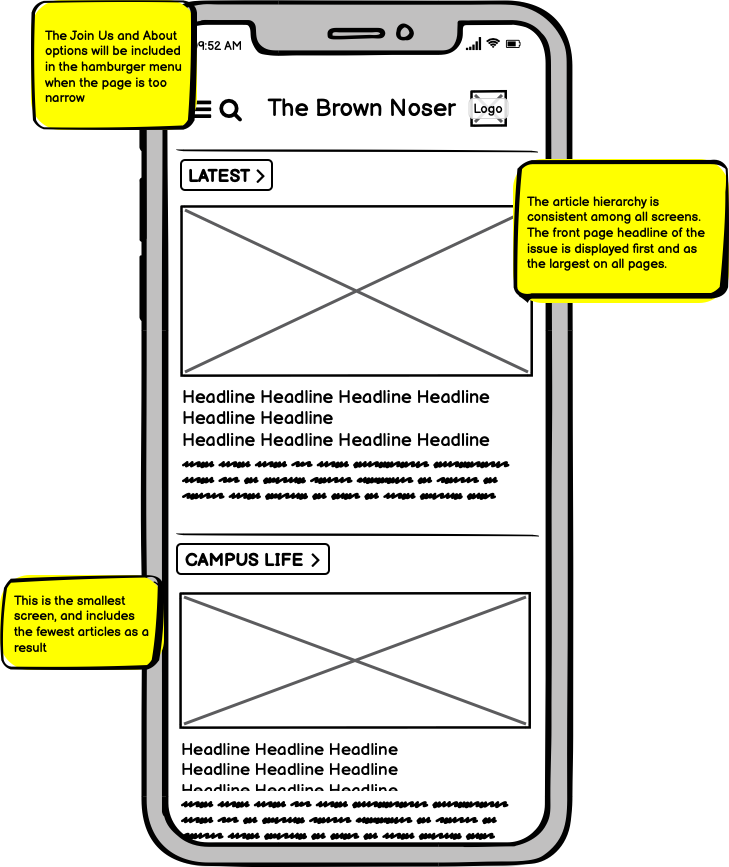 The Join Us and About
options will be included
in the hamburger menu
when the page is too
narrow
9:52 AM
The Brown Noser
Logo
LATEST
The article hierarchy is
consistent among all screens.
The front page headline of the
issue is displayed first and as
the largest on all pages.
Headline Headline Headline Headline
Headline Headline
Headline Headline Headline Headline
CAMPUS LIFE
This is the smallest
screen, and includes
the fewest articles as a
result
Headline Headline Headline
Headline Headline Headline
Headline Headline Headline